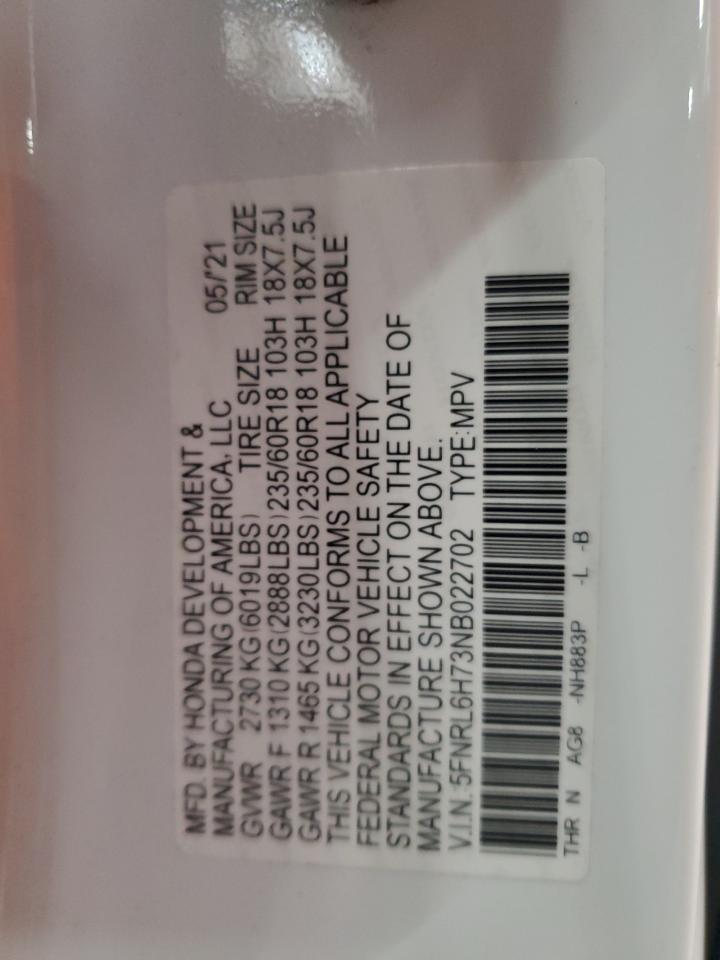 MFD. BY HONDA DEVELOPMENT &
MANUFACTURING OF AMERICA, LLC 05/'21
GVWR 2730 KG(6019LBS) TIRE SIZE RIM SIZE
GAWR F 1310 KG(2888LBS)235/60R18 103H 18X7.5J
GAWR R 1465 KG(3230LBS)235/60R18 103H 18X7.5J
THIS VEHICLE CONFORMS TO ALL APPLICABLE
FEDERAL MOTOR VEHICLE SAFETY
STANDARDS IN EFFECT ON THE DATE OF
MANUFACTURE SHOWN ABOVE.
V.I.N.:5FNRL6H73NB022702 TYPE:MPV
THR N AG8 -NH883P -L -B